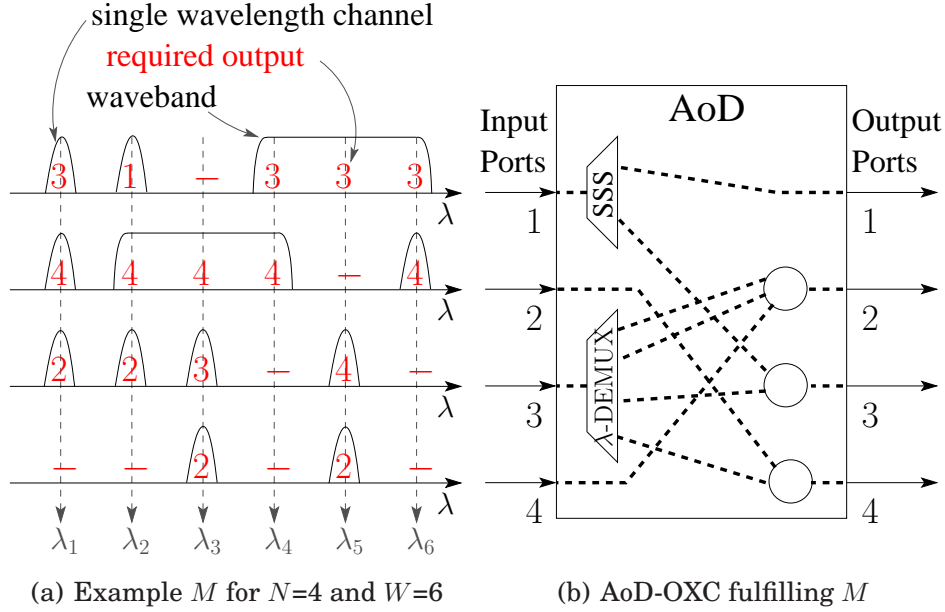 single wavelength channel
required output
waveband
3 1 – 3 3 3
λ
4 4 4 4 – 4
λ
2 2 3 – 4 –
λ
– – 2 – 2 –
λ
λ₁ λ₂ λ₃ λ₄ λ₅ λ₆
(a) Example M for N=4 and W=6
AoD
Input
Ports
Output
Ports
SSS
1
1
2
2
λ-DEMUX
3
3
4
4
(b) AoD-OXC fulfilling M